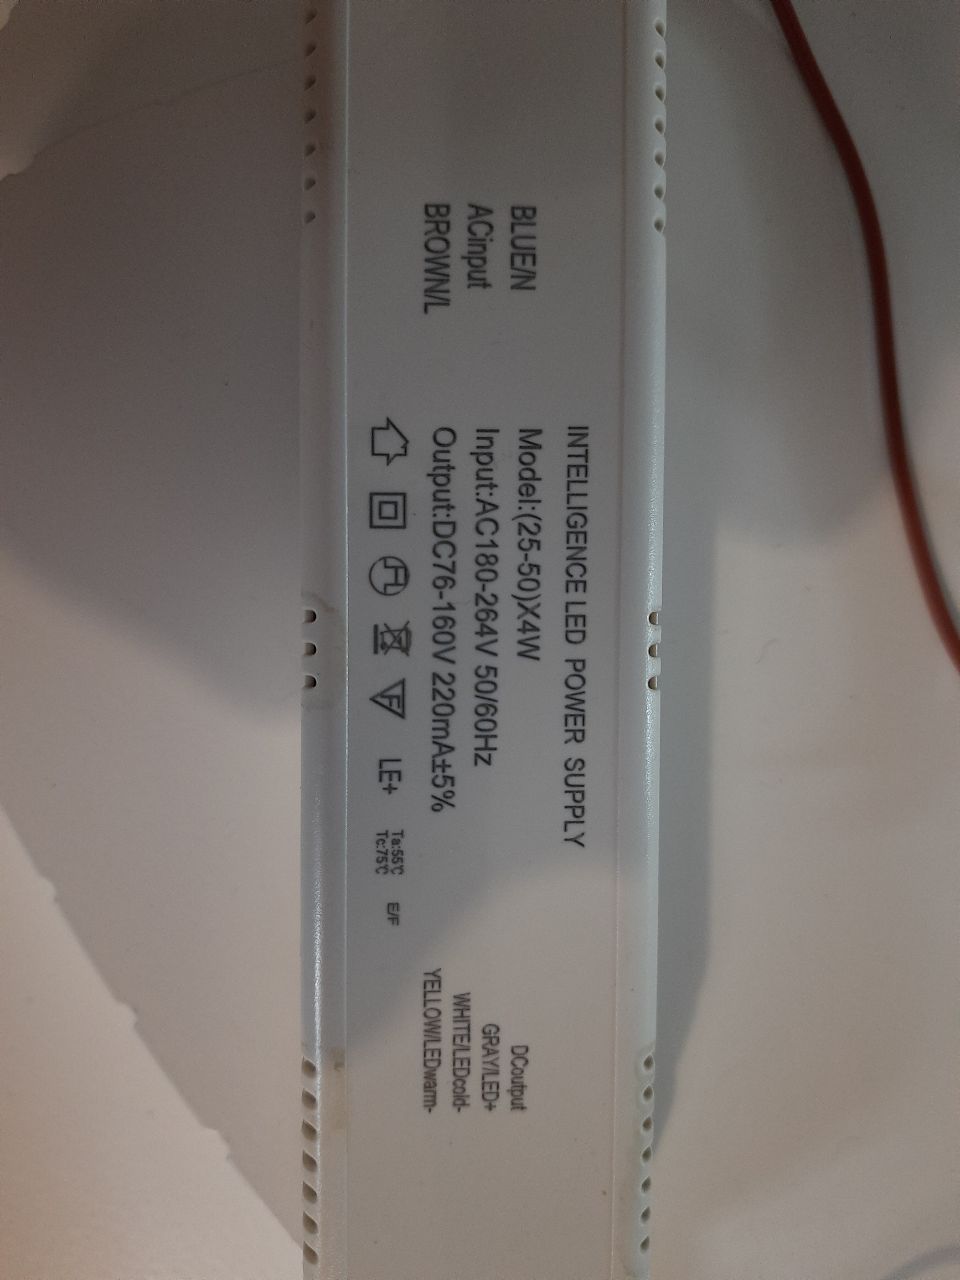 BLUE/N
ACinput
BROWN/L
INTELLIGENCE LED POWER SUPPLY
Model:(25-50)X4W
Input:AC180-264V 50/60Hz
Output:DC76-160V 220mA±5%
F LE+ Ta:55℃ E/F
Tc:75℃
DCoutput
GRAY/LED+
WHITE/LEDcold-
YELLOW/LEDwarm-